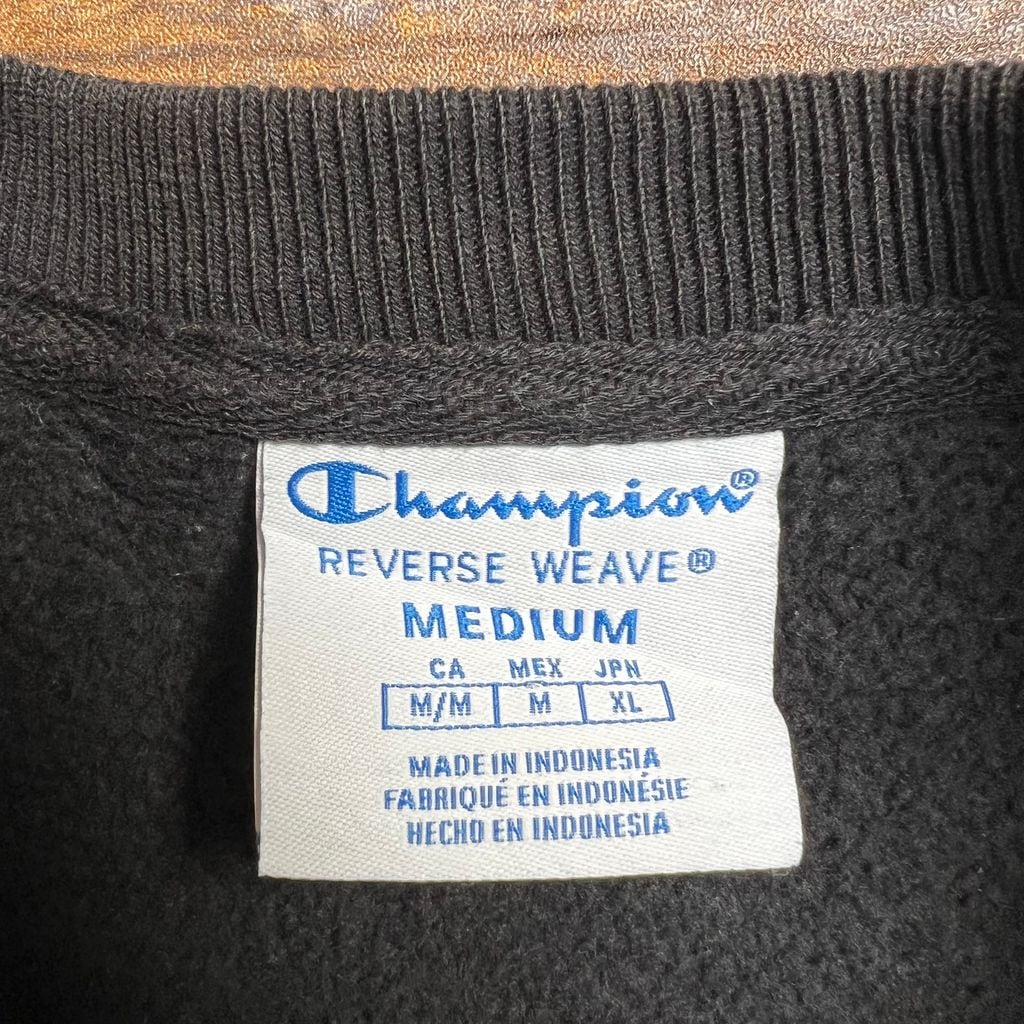 Champion®
REVERSE WEAVE®
MEDIUM
CA MEX JPN
M/M M XL
MADE IN INDONESIA
FABRIQUÉ EN INDONÉSIE
HECHO EN INDONESIA